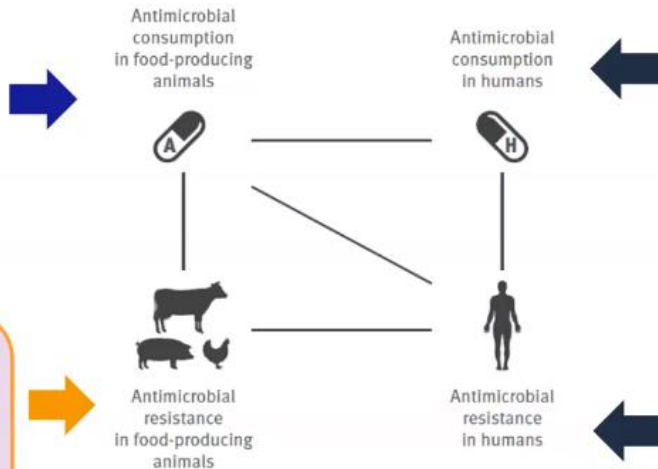 Antimicrobial
consumption
in food-producing
animals
Antimicrobial
consumption
in humans
A
H
Antimicrobial
resistance
in food-producing
animals
Antimicrobial
resistance
in humans